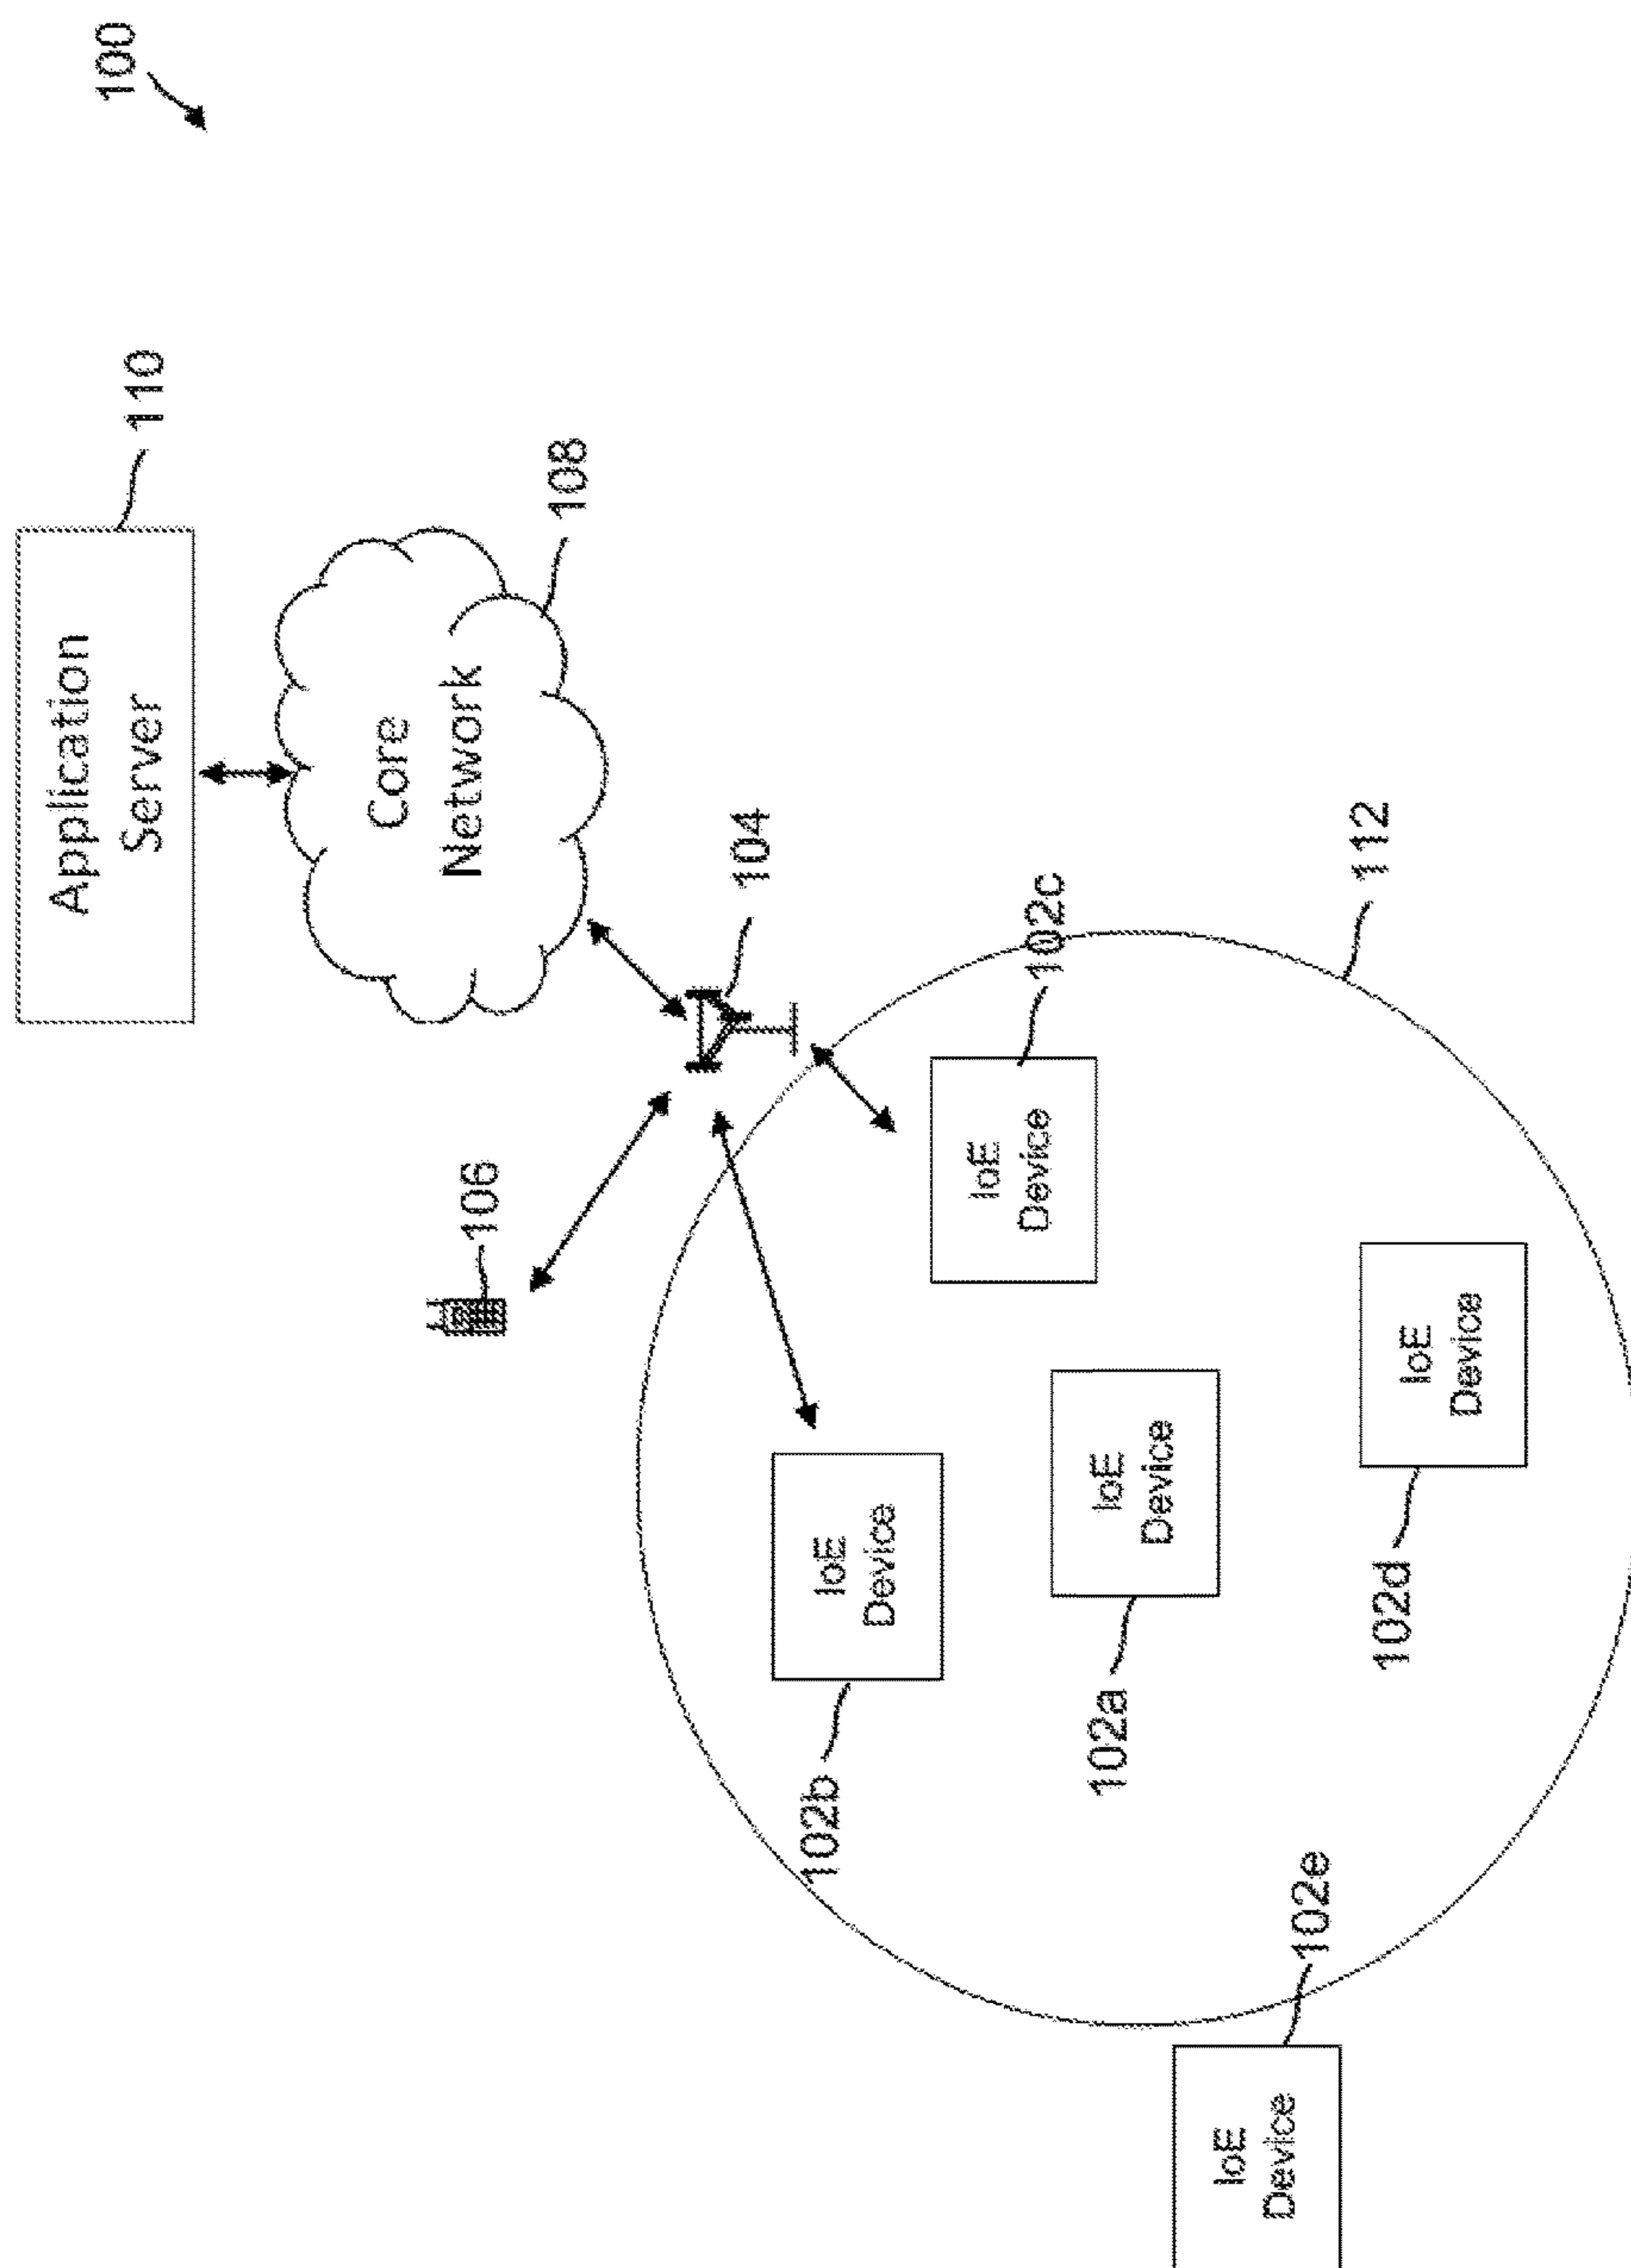 100
Application
Server
110
Core
Network
108
104
106
102c
IoE
Device
112
IoE
Device
102b
IoE
Device
102a
IoE
Device
102d
102e
IoE
Device